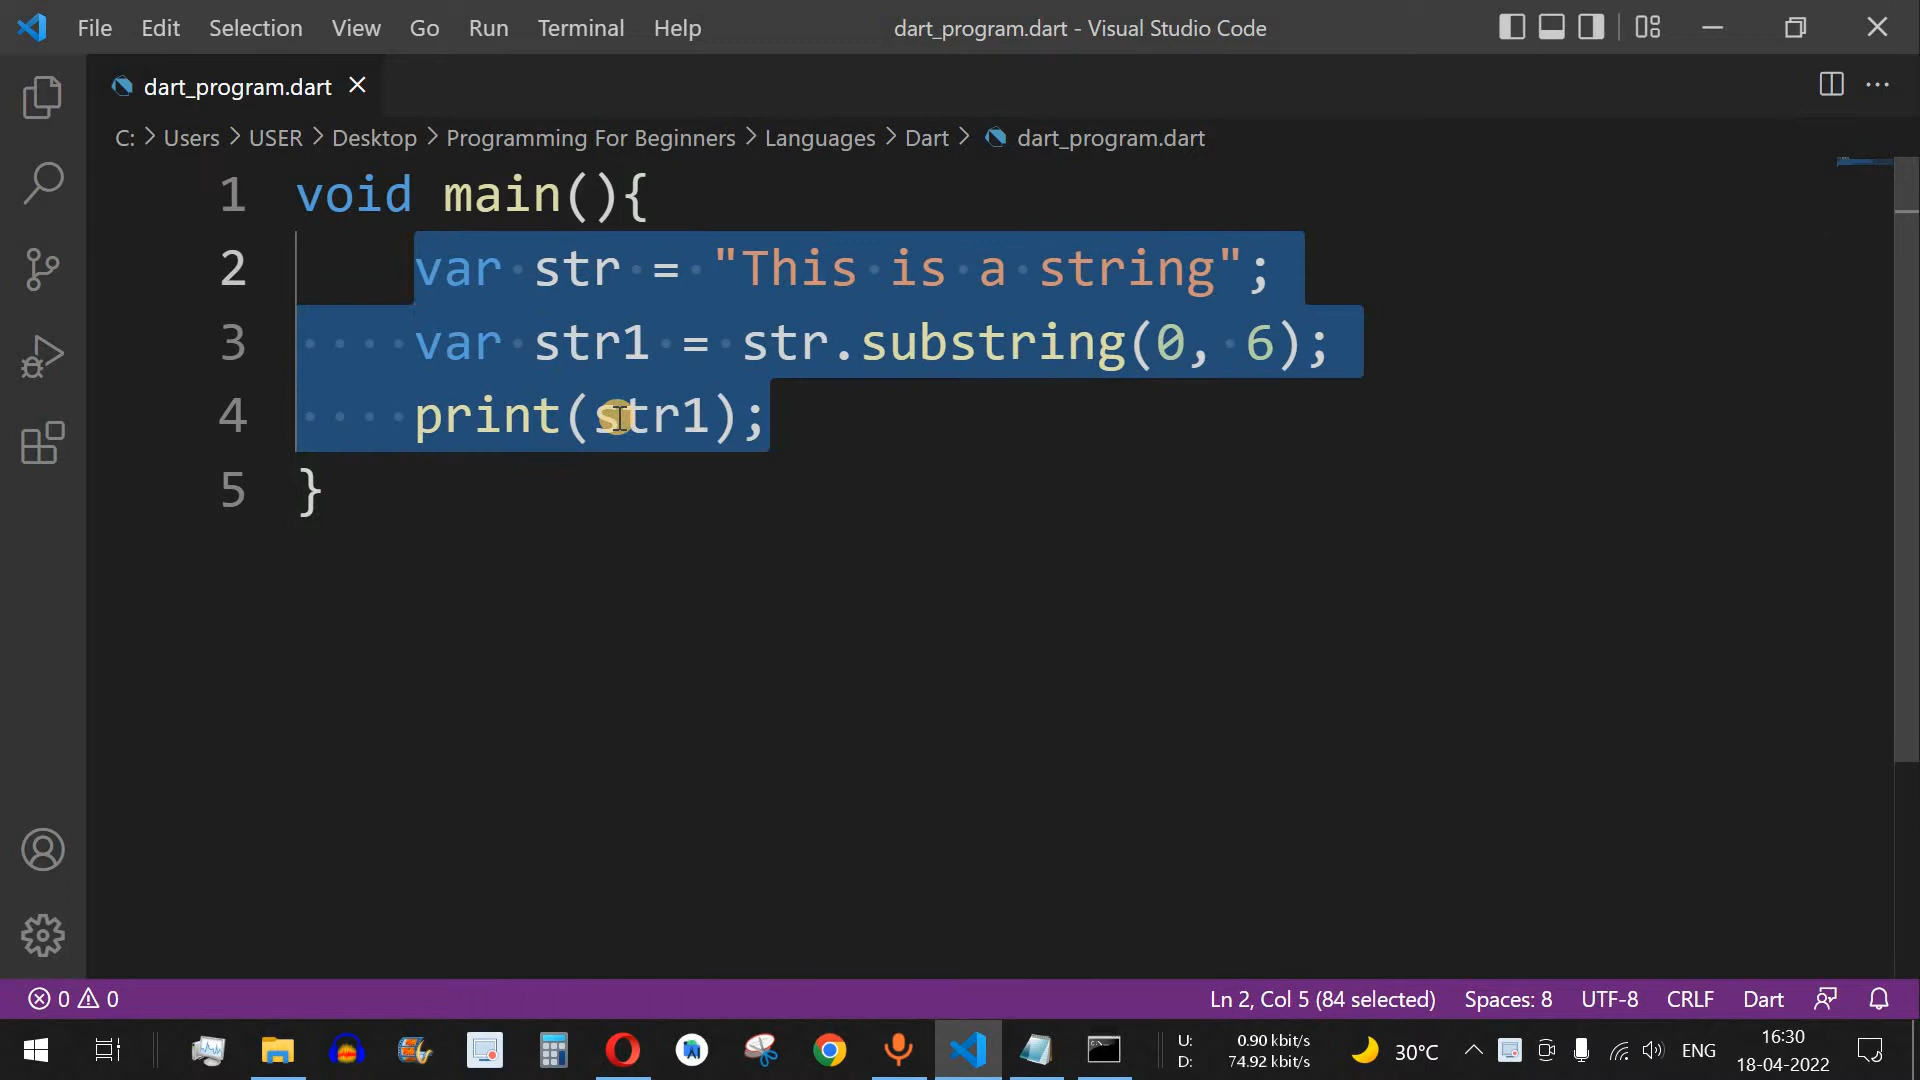 File Edit Selection View Go Run Terminal Help dart_program.dart - Visual Studio Code
dart_program.dart
C: > Users > USER > Desktop > Programming For Beginners > Languages > Dart > dart_program.dart
1 void main(){
2 var str = "This is a string";
3 var str1 = str.substring(0, 6);
4 print(str1);
5 }
0 0 Ln 2, Col 5 (84 selected) Spaces: 8 UTF-8 CRLF Dart
U: 0.90 kbit/s
D: 74.92 kbit/s
30°C
ENG
16:30
18-04-2022